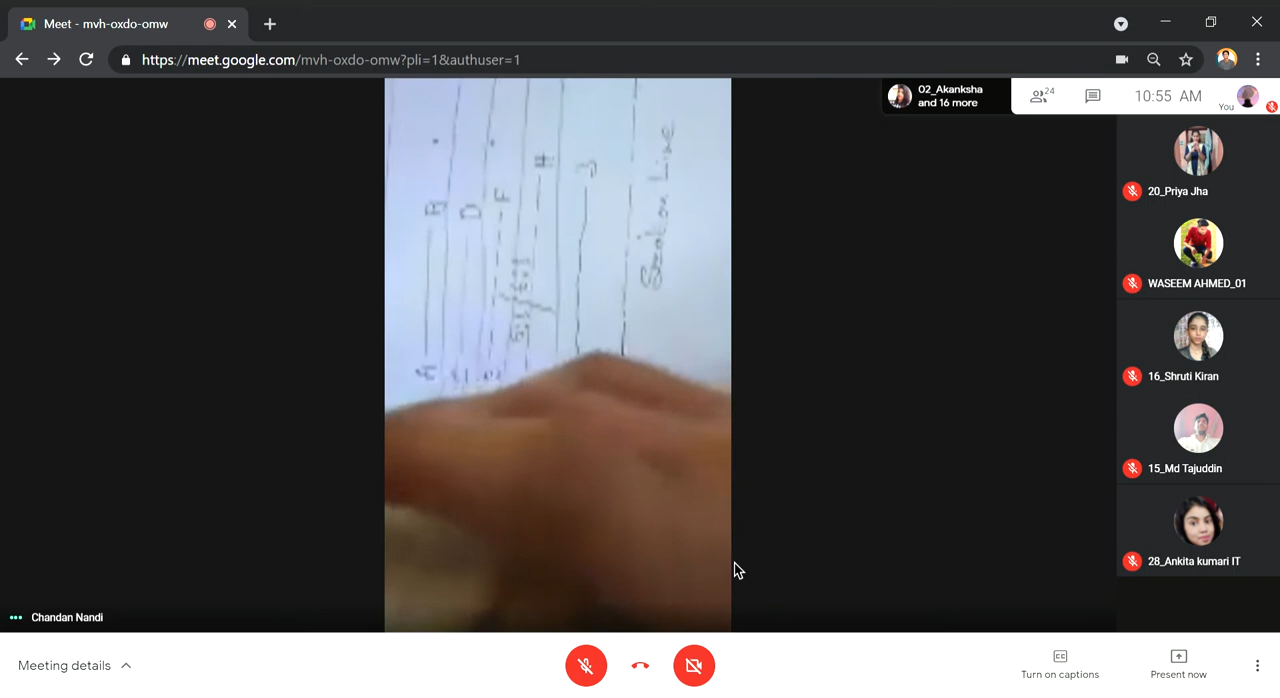 Meet - mvh-oxdo-omw
https://meet.google.com/mvh-oxdo-omw?pli=1&authuser=1
02_Akanksha
and 16 more
24
10:55 AM
You
20_Priya Jha
WASEEM AHMED_01
16_Shruti Kiran
15_Md Tajuddin
28_Ankita kumari IT
A B
D
F
H
J
Section Line
Chandan Nandi
Meeting details
Turn on captions
Present now